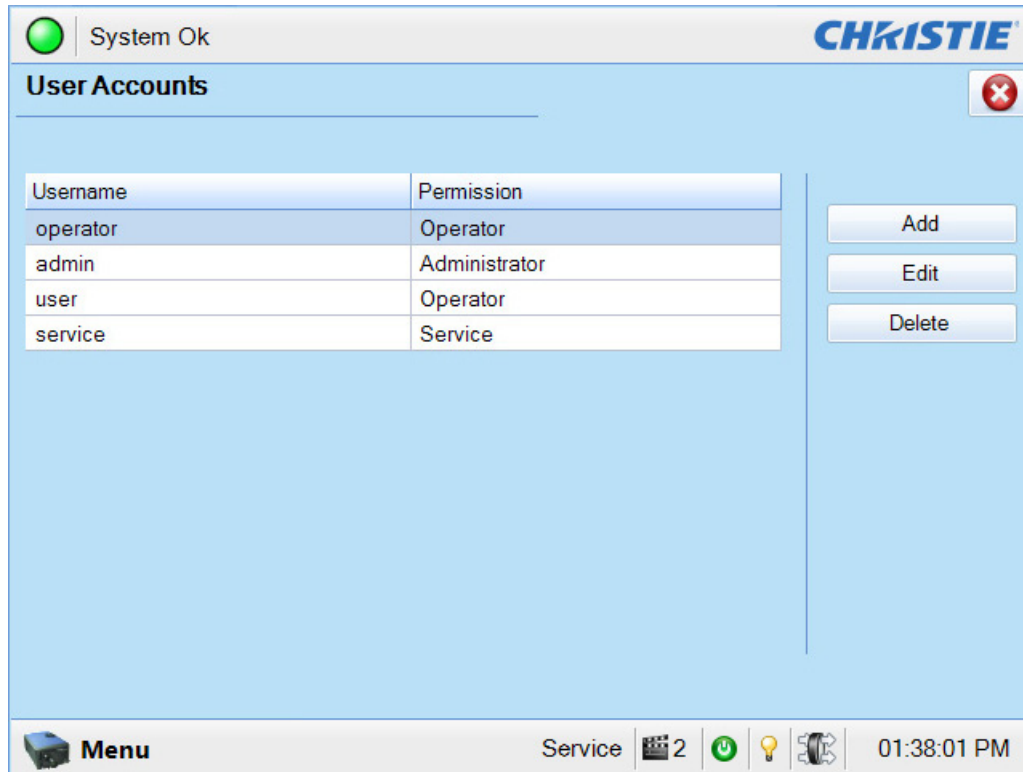 System Ok
CHRISTIE
User Accounts
Username Permission
operator Operator
admin Administrator
user Operator
service Service
Add
Edit
Delete
Menu
Service 2 01:38:01 PM